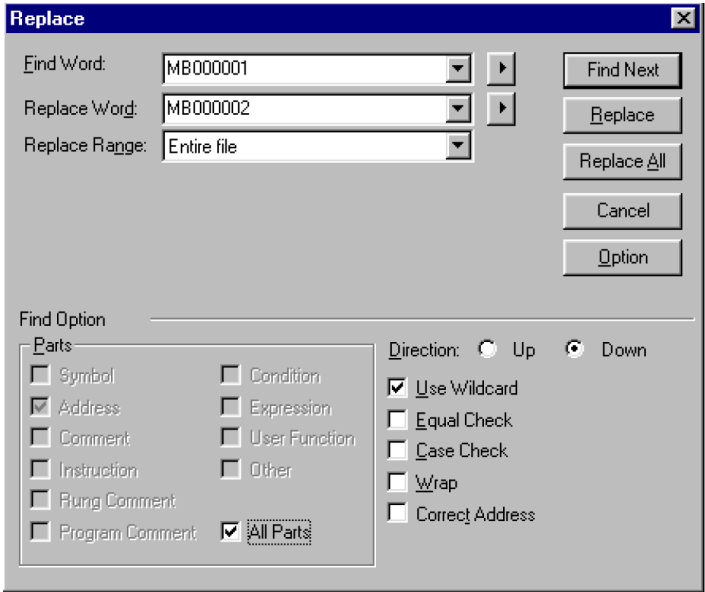 Replace
Find Word: MB000001 Find Next
Replace Word: MB000002 Replace
Replace Range: Entire file Replace All
Cancel
Option
Find Option
Parts Direction: Up Down
Symbol Condition Use Wildcard
Address Expression Equal Check
Comment User Function Case Check
Instruction Other Wrap
Rung Comment Correct Address
Program Comment All Parts